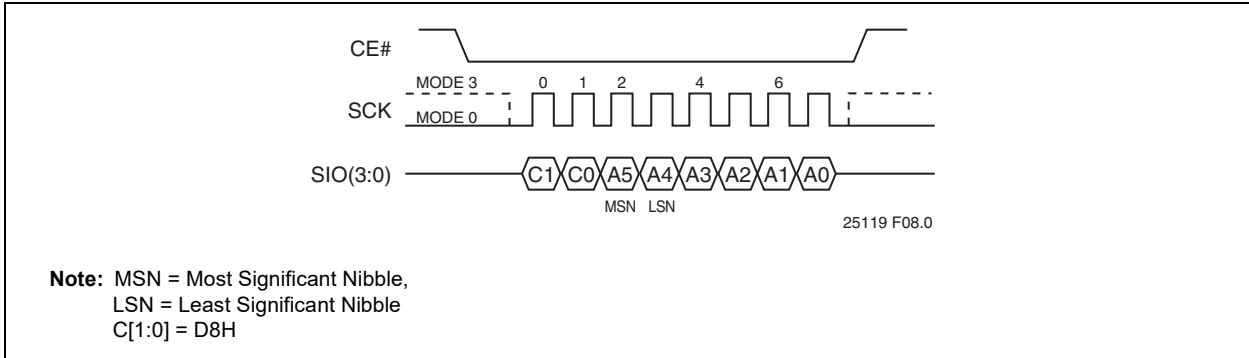 CE#
MODE 3 0 1 2 4 6
SCK
MODE 0
SIO(3:0) C1 C0 A5 A4 A3 A2 A1 A0
MSN LSN
25119 F08.0
Note: MSN = Most Significant Nibble,
LSN = Least Significant Nibble
C[1:0] = D8H